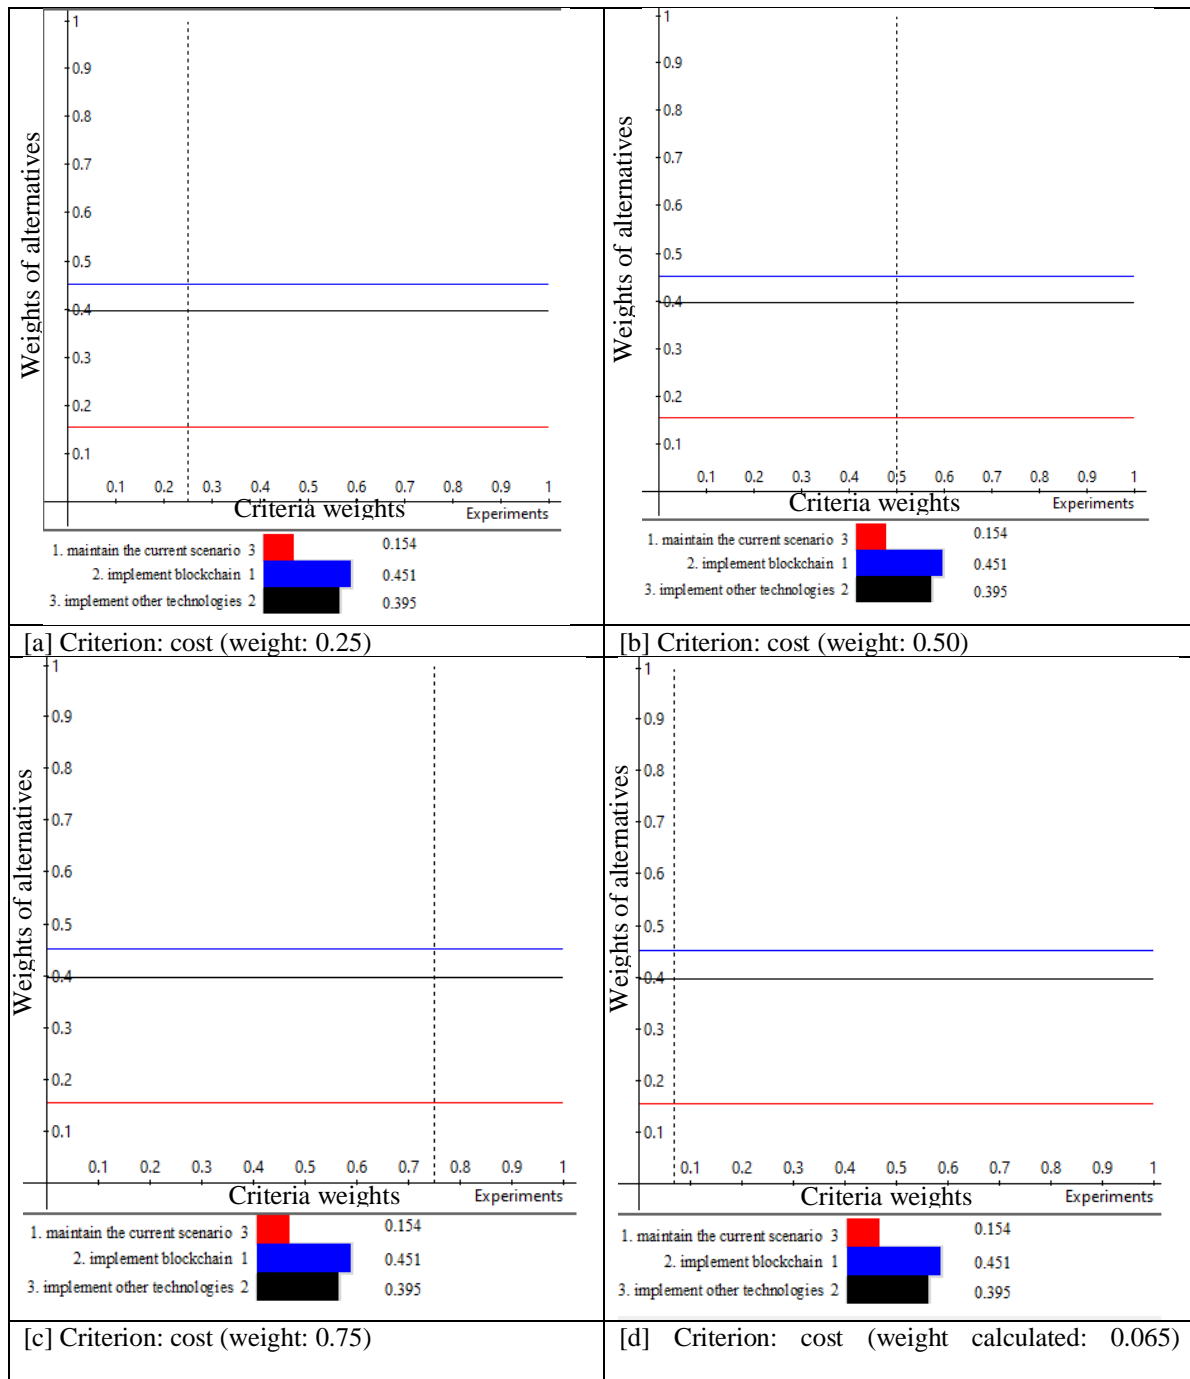 Weights of alternatives
1
0.9
0.8
0.7
0.6
0.5
0.4
0.3
0.2
0.1
0.1 0.2 0.3 0.4 0.5 0.6 0.7 0.8 0.9 1
Criteria weights
Experiments
1. maintain the current scenario 3 0.154
2. implement blockchain 1 0.451
3. implement other technologies 2 0.395
[a] Criterion: cost (weight: 0.25)
Weights of alternatives
1
0.9
0.8
0.7
0.6
0.5
0.4
0.3
0.2
0.1
0.1 0.2 0.3 0.4 0.5 0.6 0.7 0.8 0.9 1
Criteria weights
Experiments
1. maintain the current scenario 3 0.154
2. implement blockchain 1 0.451
3. implement other technologies 2 0.395
[b] Criterion: cost (weight: 0.50)
Weights of alternatives
1
0.9
0.8
0.7
0.6
0.5
0.4
0.3
0.2
0.1
0.1 0.2 0.3 0.4 0.5 0.6 0.7 0.8 0.9 1
Criteria weights
Experiments
1. maintain the current scenario 3 0.154
2. implement blockchain 1 0.451
3. implement other technologies 2 0.395
[c] Criterion: cost (weight: 0.75)
Weights of alternatives
1
0.9
0.8
0.7
0.6
0.5
0.4
0.3
0.2
0.1
0.1 0.2 0.3 0.4 0.5 0.6 0.7 0.8 0.9 1
Criteria weights
Experiments
1. maintain the current scenario 3 0.154
2. implement blockchain 1 0.451
3. implement other technologies 2 0.395
[d] Criterion: cost (weight calculated: 0.065)